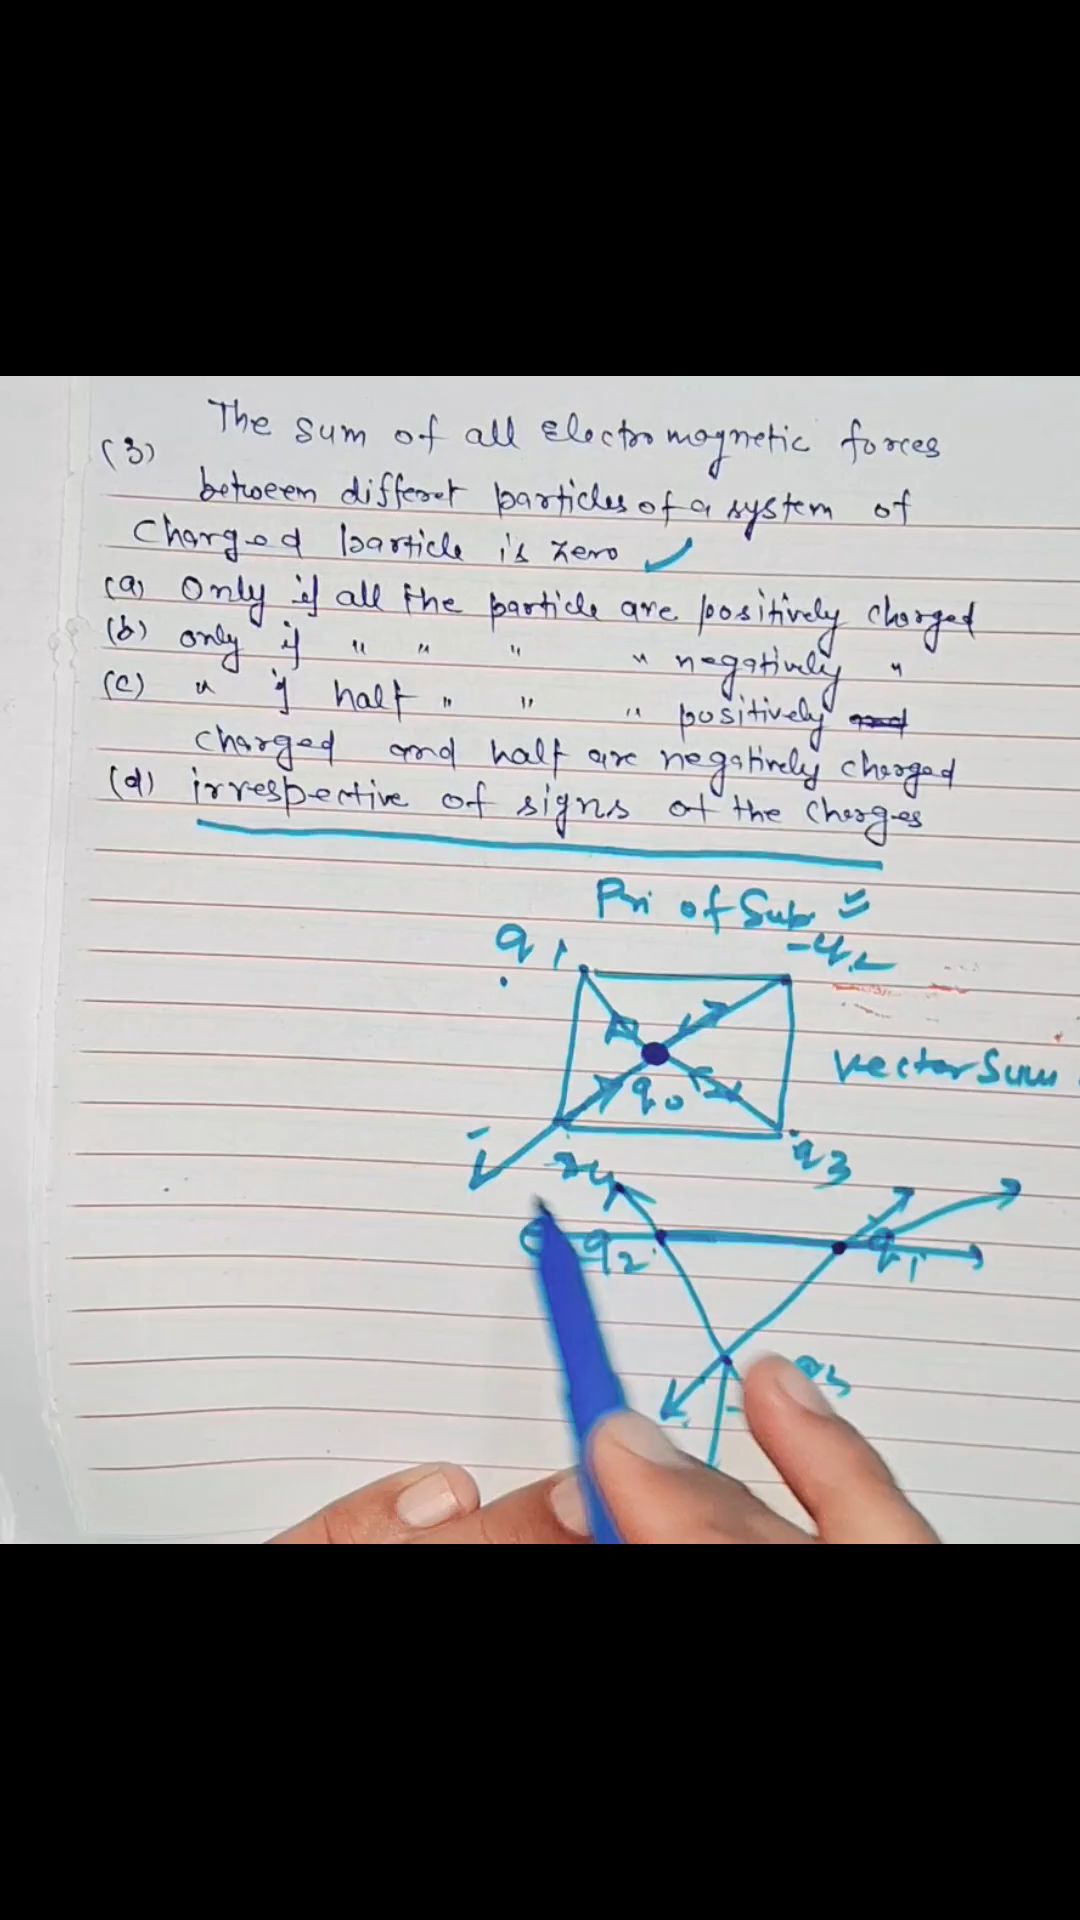 The sum of all Electromagnetic forces
(3)
between differet particles of a system of
Charged particle is zero
(a) Only if all the particle are positively charged
(b) only if " " " " negatively "
(c) " if half " " " positively
charged and half are negatively charged
(d) irrespective of signs of the charges
Pri of Sub
q1
q0
vector Sum
q3
q2
q1